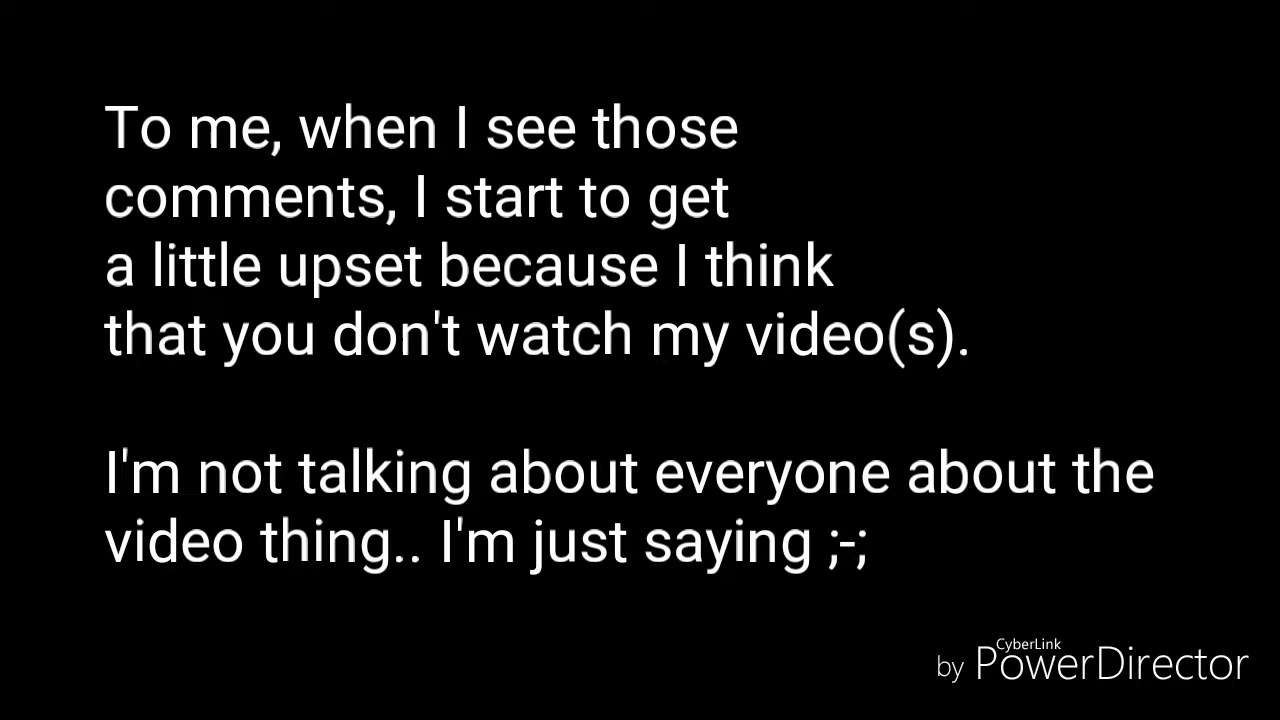 To me, when I see those
comments, I start to get
a little upset because I think
that you don't watch my video(s).
I'm not talking about everyone about the
video thing.. I'm just saying ;-;
CyberLink
by PowerDirector